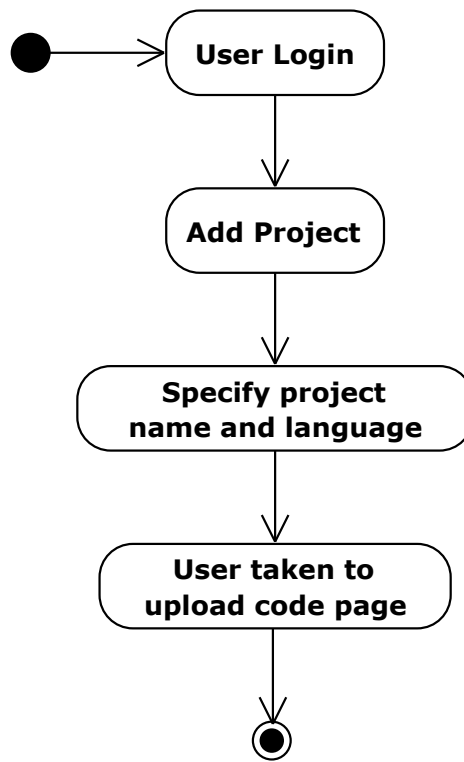 User Login
Add Project
Specify project
name and language
User taken to
upload code page